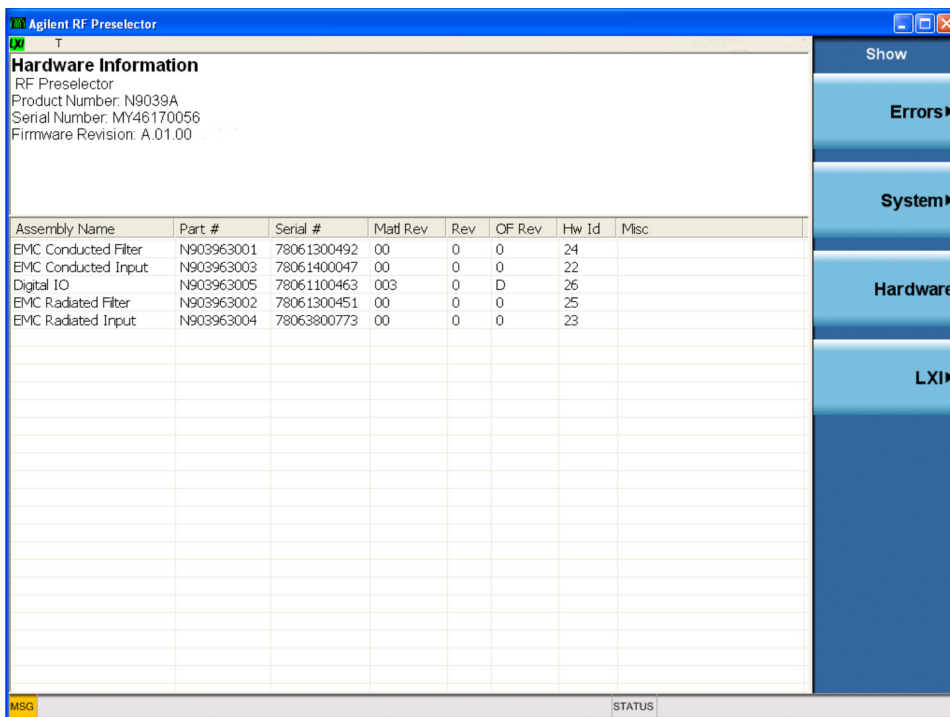 Agilent RF Preselector
LXI T
Show
Hardware Information
RF Preselector
Product Number: N9039A
Serial Number: MY46170056
Firmware Revision: A.01.00
Errors
System
Hardware
LXI
Assembly Name Part # Serial # Matl Rev Rev OF Rev Hw Id Misc
EMC Conducted Filter N903963001 78061300492 00 0 0 24
EMC Conducted Input N903963003 78061400047 00 0 0 22
Digital IO N903963005 78061100463 003 0 D 26
EMC Radiated Filter N903963002 78061300451 00 0 0 25
EMC Radiated Input N903963004 78063800773 00 0 0 23
MSG STATUS